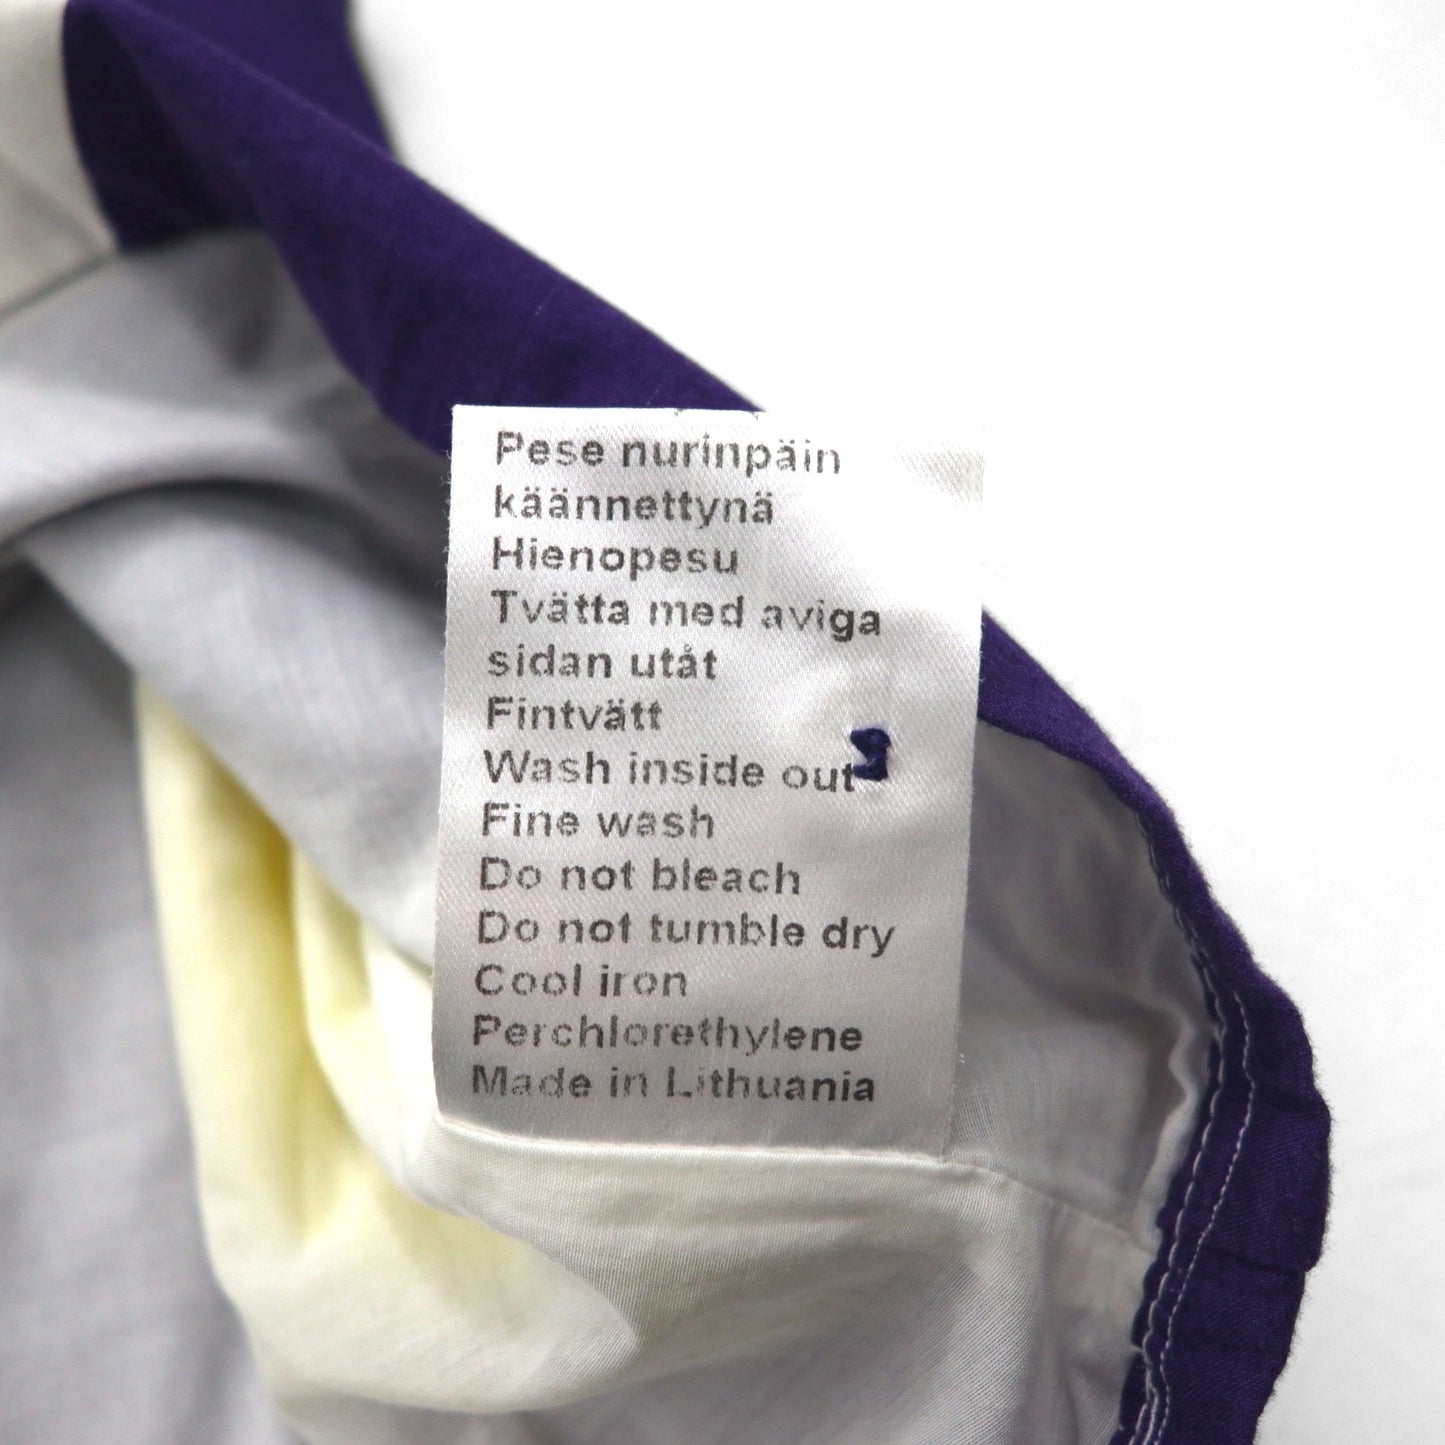 Pese nurinpäin
käännettynä
Hienopesu
Tvätta med aviga
sidan utåt
Fintvätt
Wash inside out
Fine wash
Do not bleach
Do not tumble dry
Cool iron
Perchlorethylene
Made in Lithuania